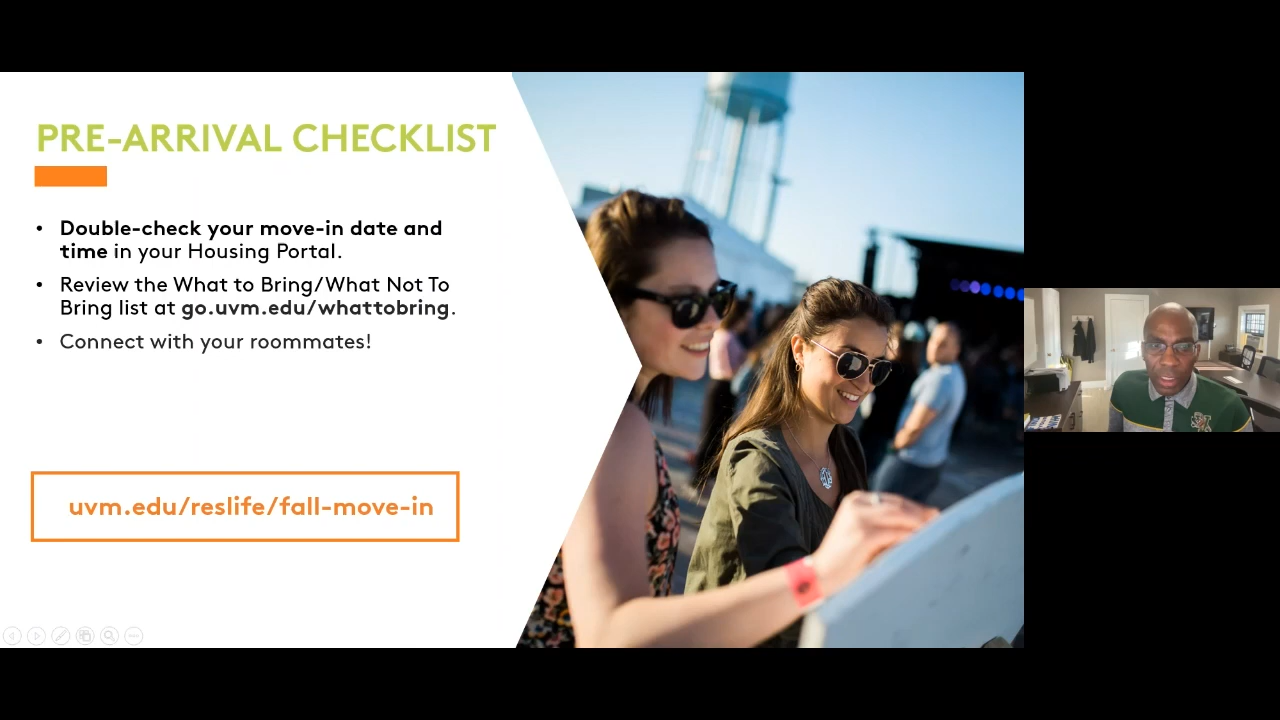 PRE-ARRIVAL CHECKLIST
• Double-check your move-in date and
time in your Housing Portal.
• Review the What to Bring/What Not To
Bring list at go.uvm.edu/whattobring.
• Connect with your roommates!
uvm.edu/reslife/fall-move-in